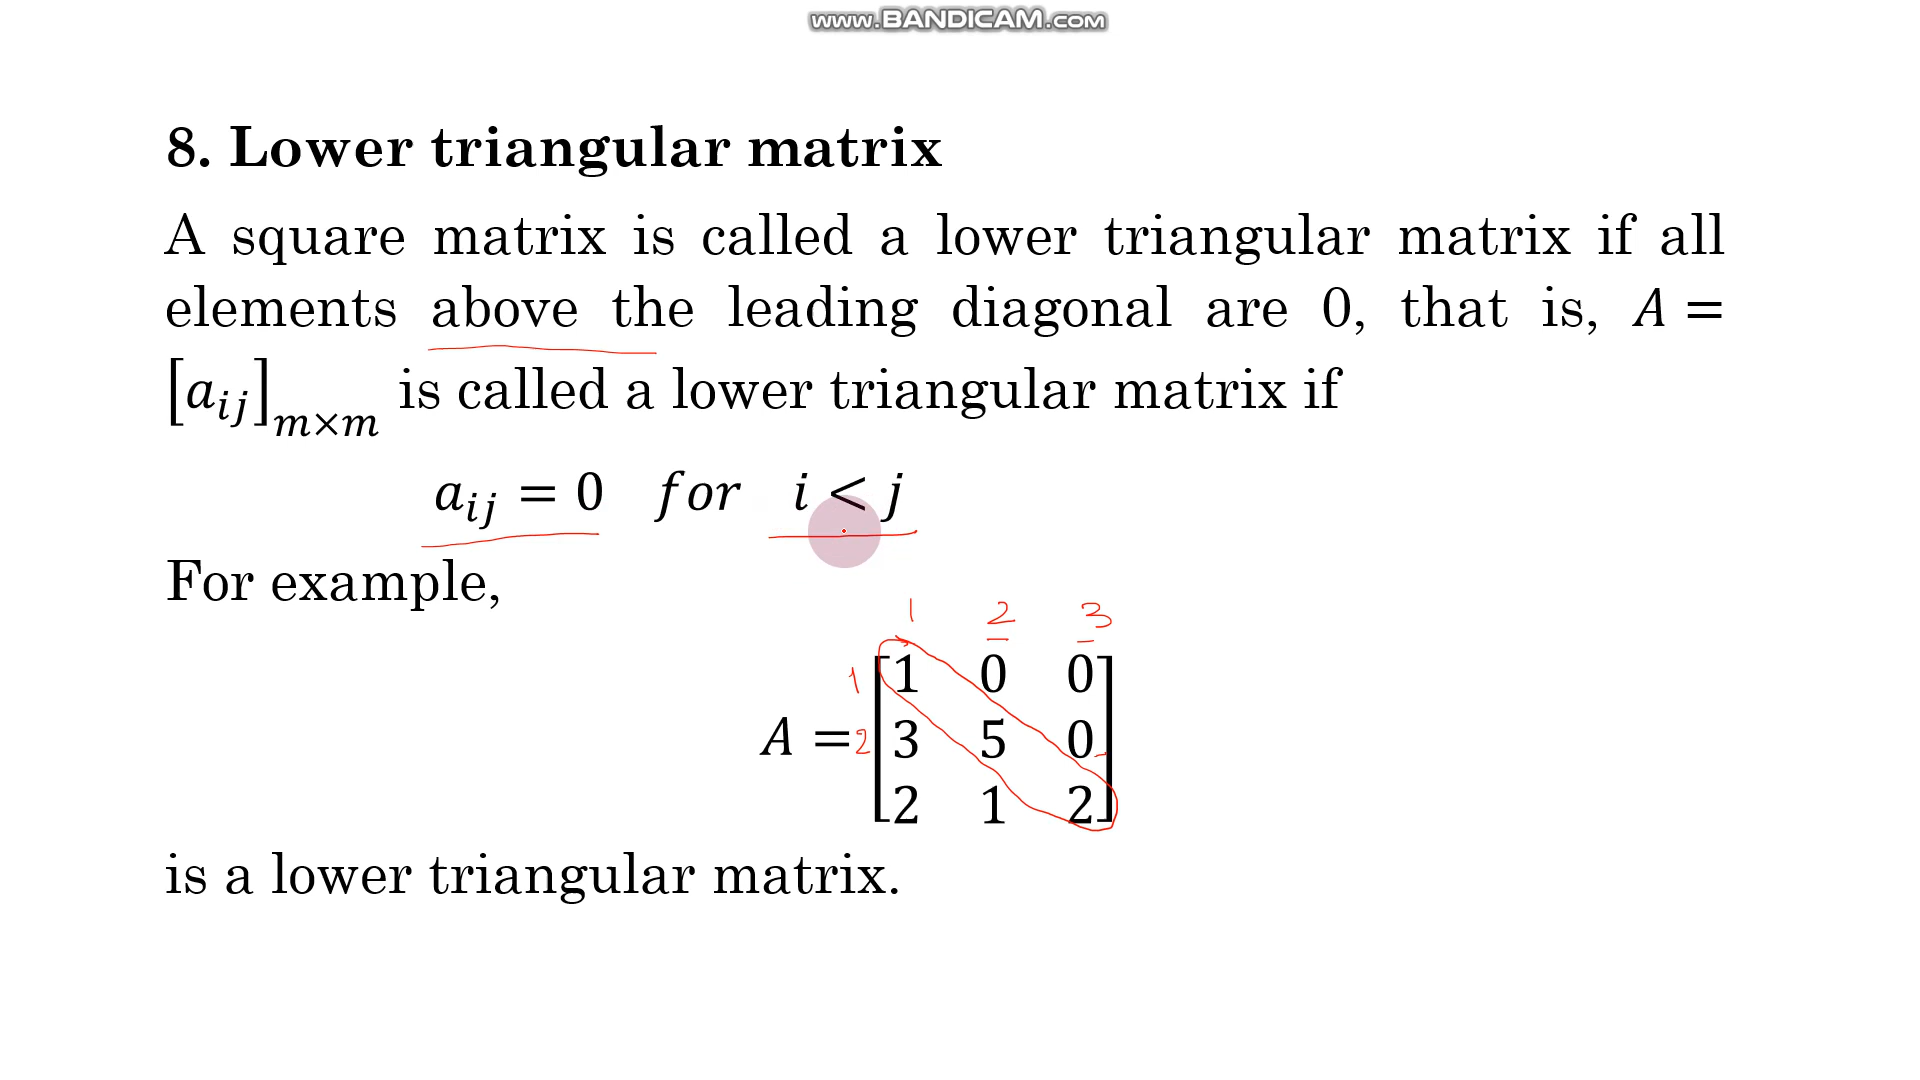 www.BANDICAM.com
8. Lower triangular matrix
A square matrix is called a lower triangular matrix if all
elements above the leading diagonal are 0, that is, A =
[aᵢⱼ]ₘ×ₘ is called a lower triangular matrix if
aᵢⱼ = 0 for i < j
For example,
1 2 3
1 [1 0 0]
A = 2 [3 5 0]
[2 1 2]
is a lower triangular matrix.